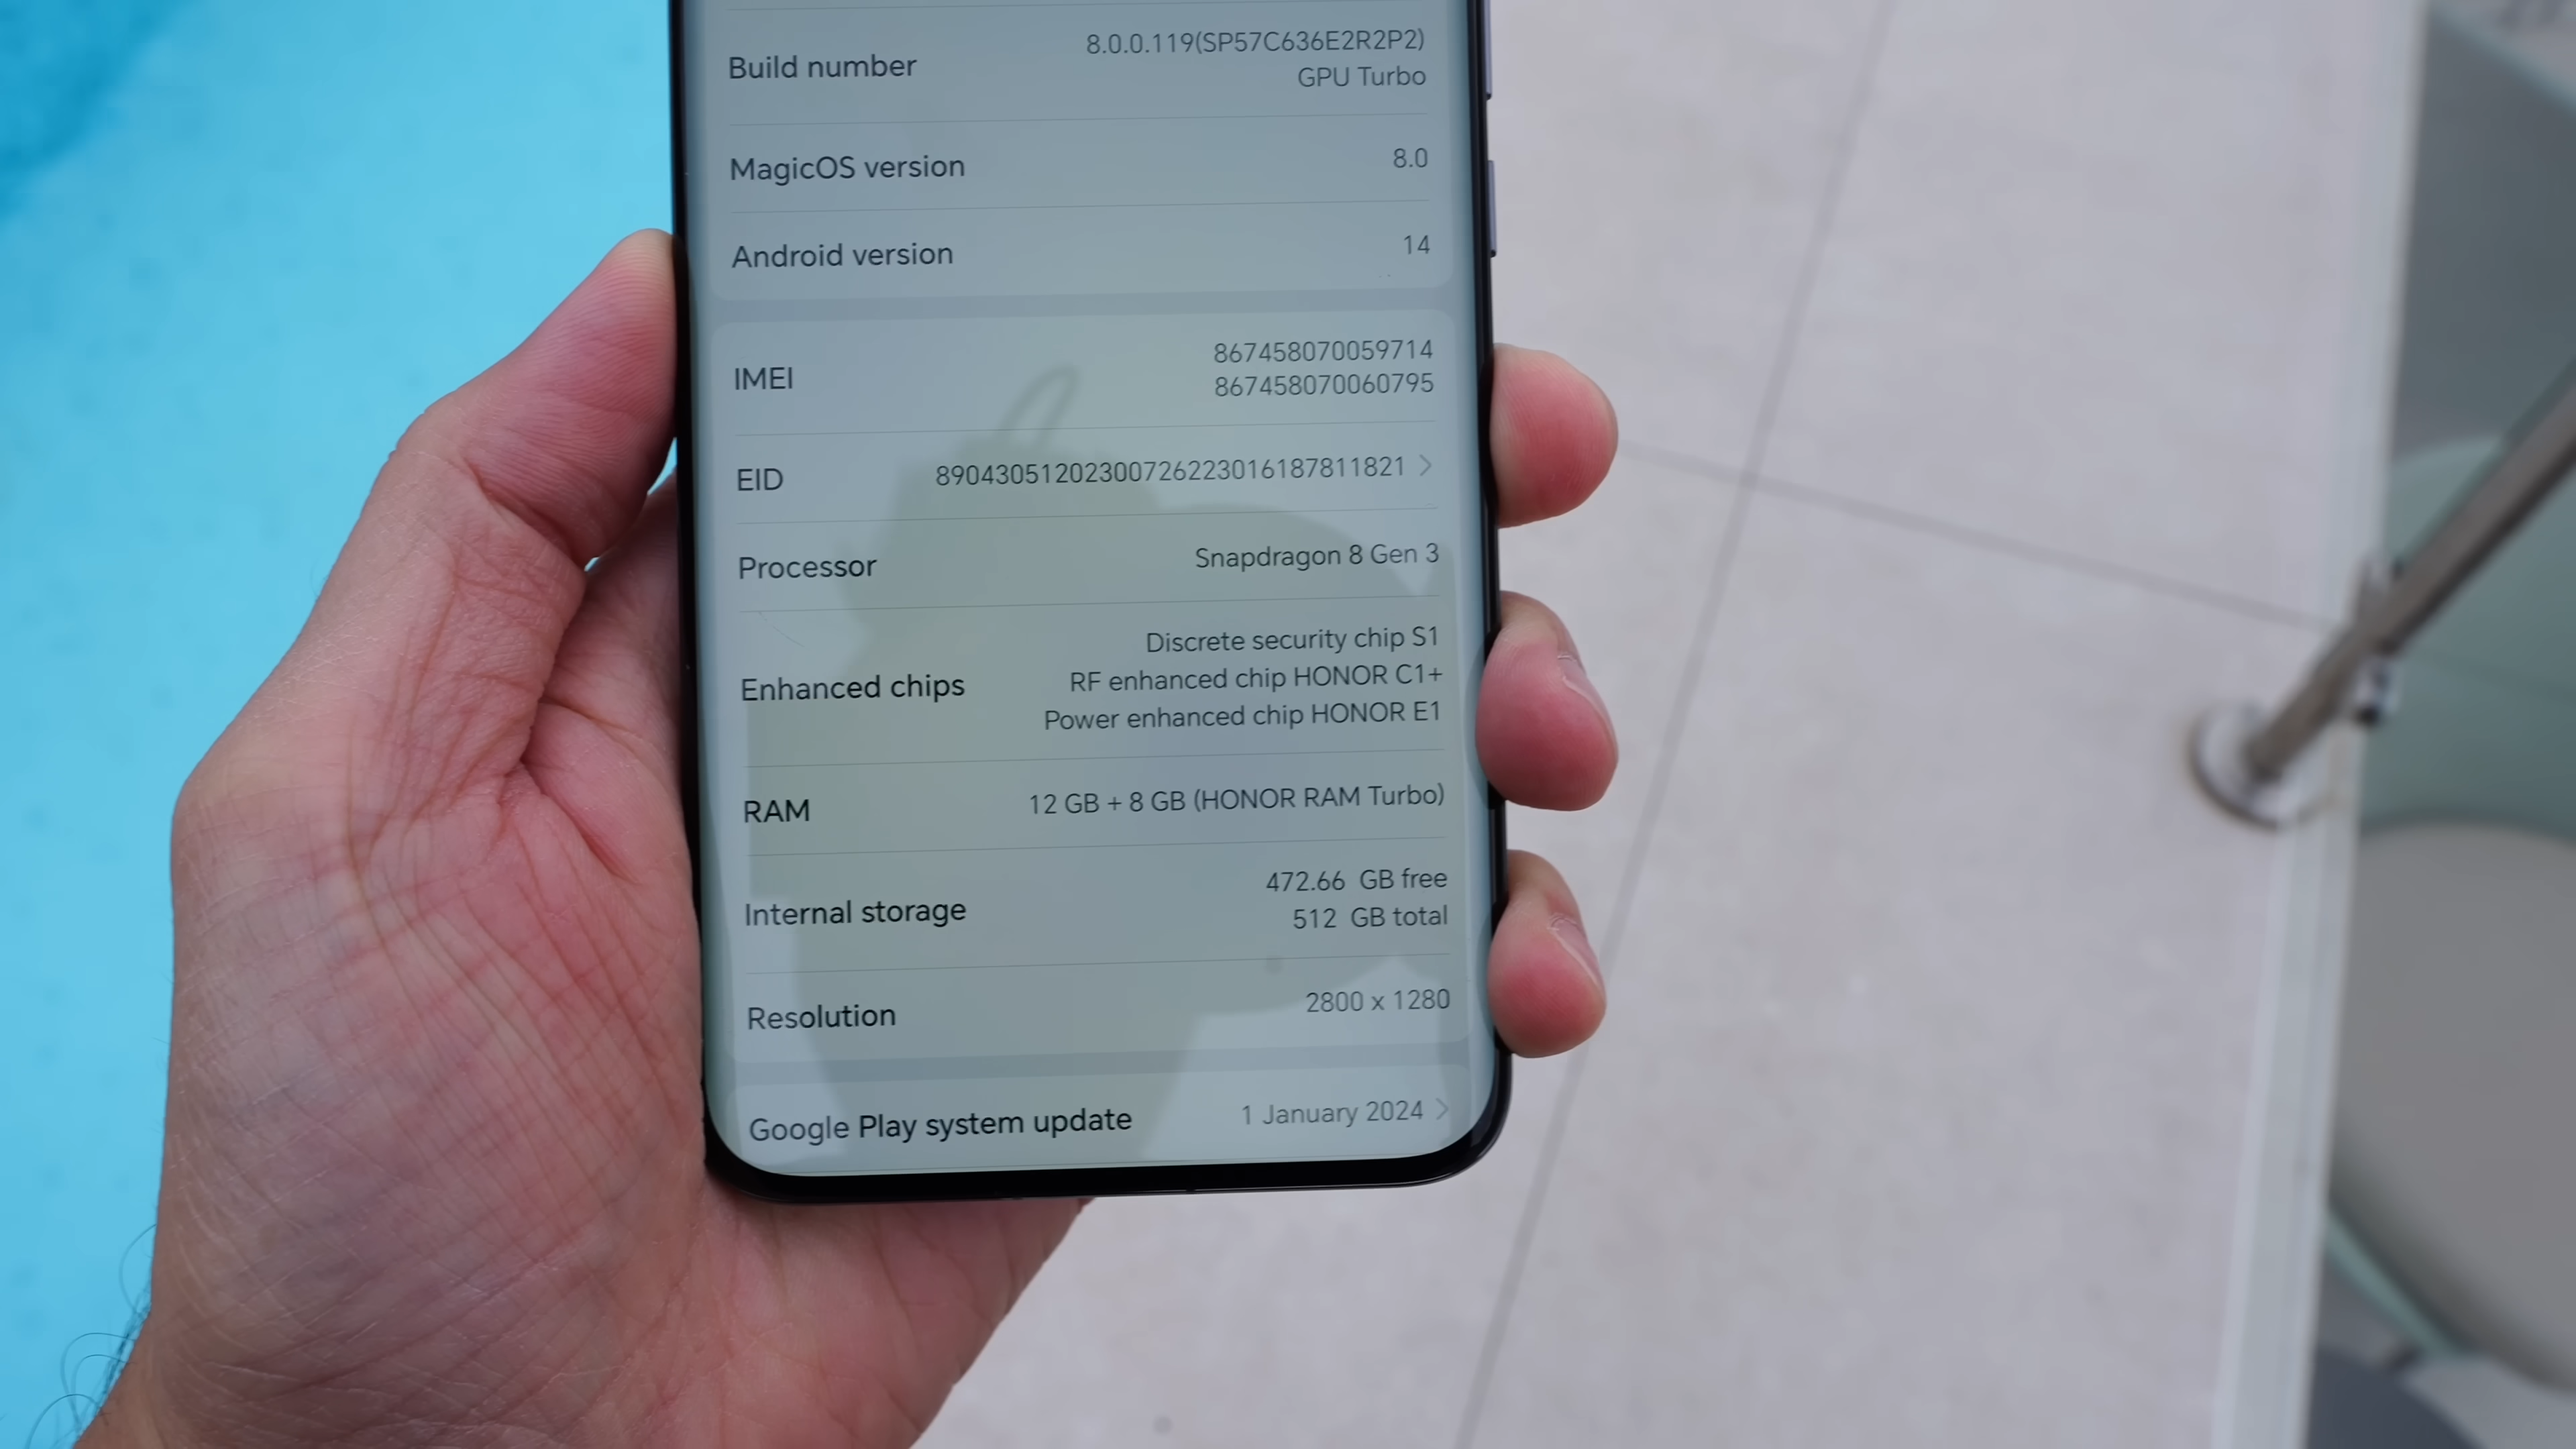 Build number
8.0.0.119(SP57C636E2R2P2)
GPU Turbo
MagicOS version 8.0
Android version 14
IMEI
867458070059714
867458070060795
EID 89043051202300726223016187811821
Processor Snapdragon 8 Gen 3
Enhanced chips
Discrete security chip S1
RF enhanced chip HONOR C1+
Power enhanced chip HONOR E1
RAM 12 GB + 8 GB (HONOR RAM Turbo)
Internal storage
472.66 GB free
512 GB total
Resolution 2800 x 1280
Google Play system update 1 January 2024